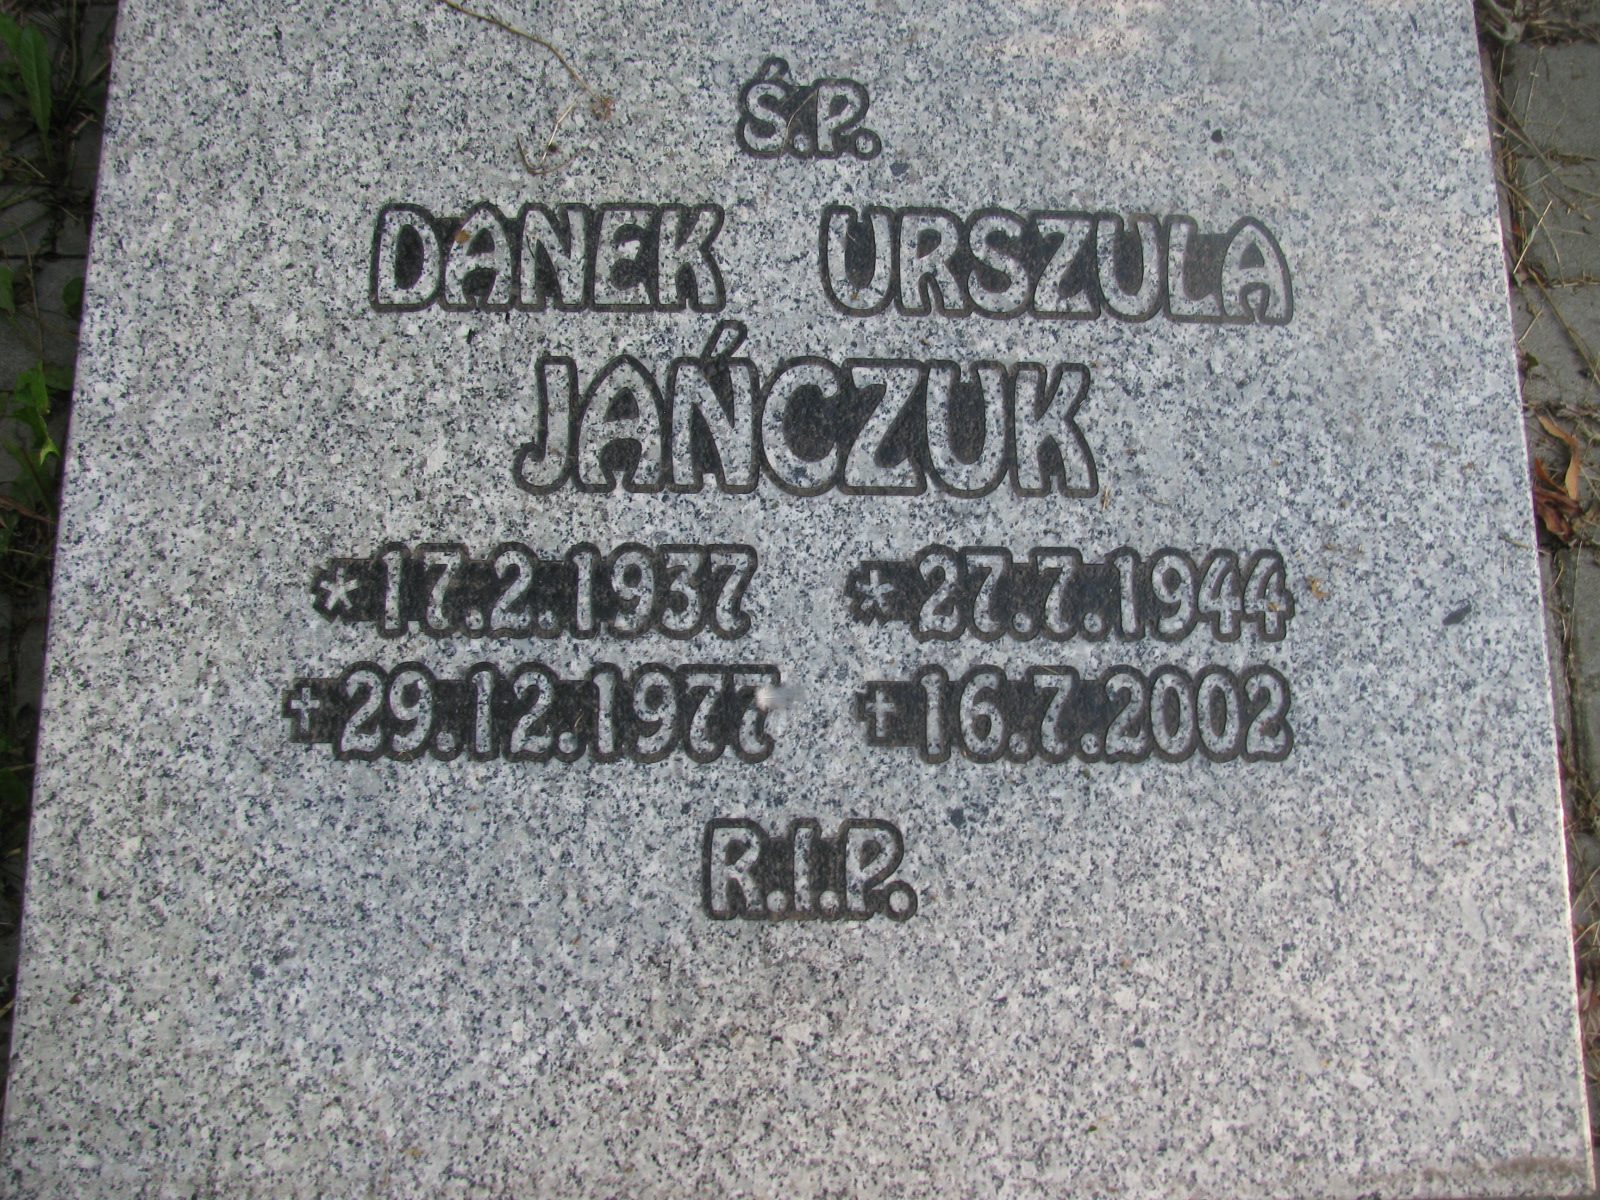 Ś.P.
DANEK URSZULA
JAŃCZUK
*17.2.1937 *27.7.1944
†29.12.1977 †16.7.2002
R.I.P.